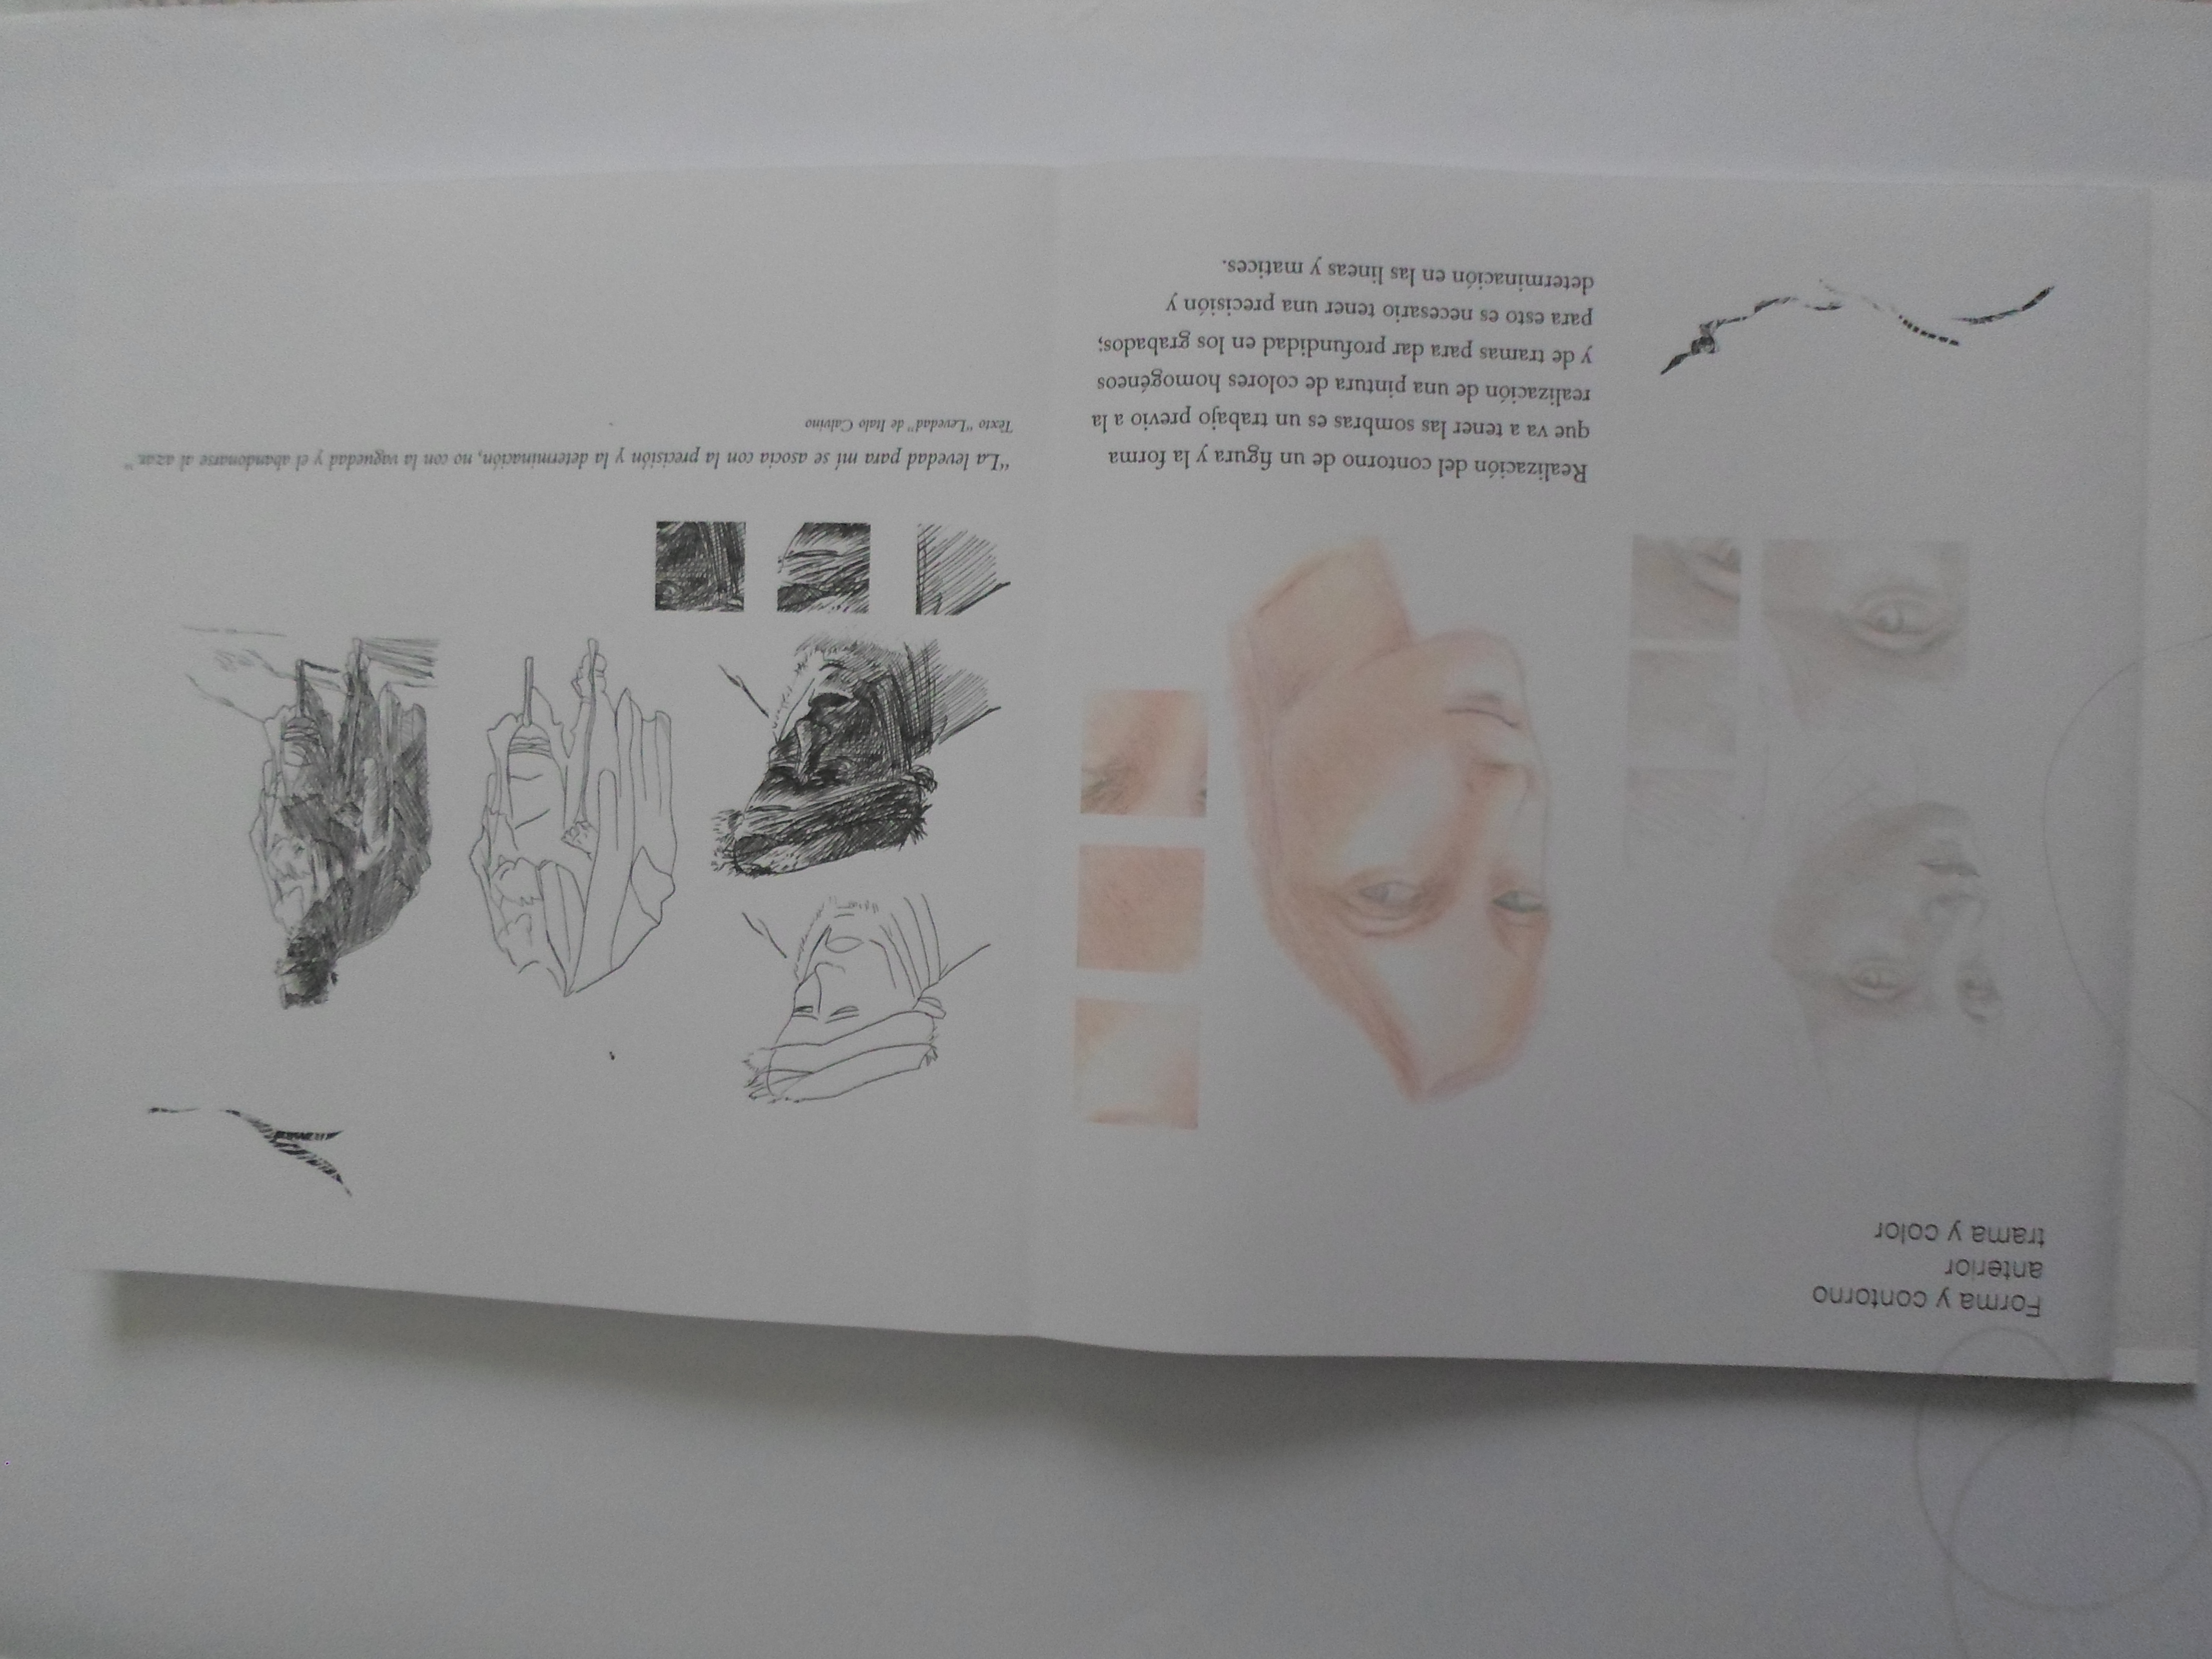 Forma y contorno
anterior
trama y color
Realización del contorno de un figura y la forma
que va a tener las sombras es un trabajo previo a la
realización de una pintura de colores homogéneos
y de tramas para dar profundidad en los grabados;
para esto es necesario tener una precisión y
determinación en las lineas y matices.
“La levedad para mí se asocia con la precisión y la determinación, no con la vaguedad y el abandonarse al azar.”
Texto “Levedad” de Italo Calvino